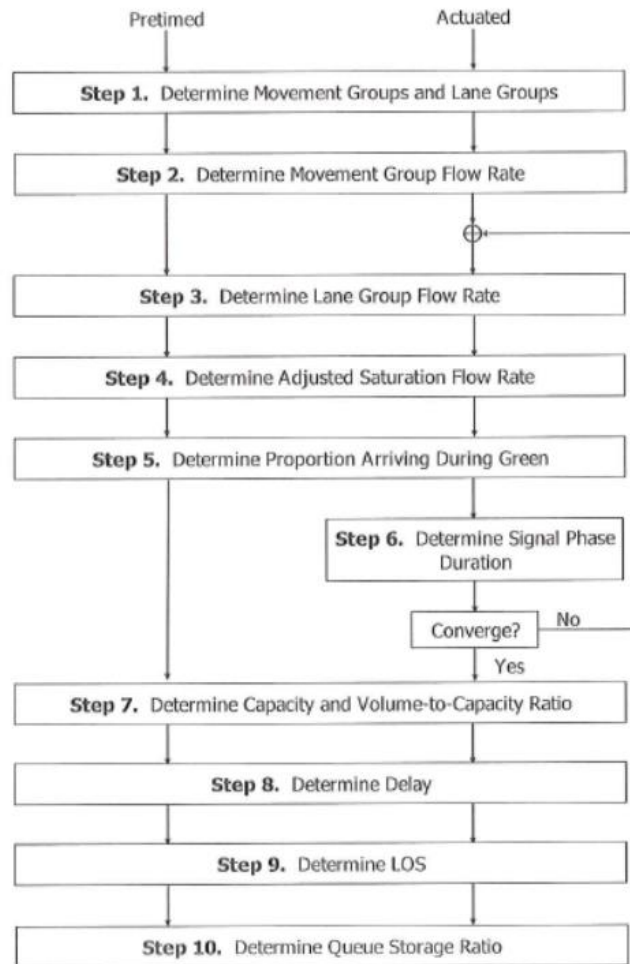 Pretimed
Actuated
Step 1. Determine Movement Groups and Lane Groups
Step 2. Determine Movement Group Flow Rate
Step 3. Determine Lane Group Flow Rate
Step 4. Determine Adjusted Saturation Flow Rate
Step 5. Determine Proportion Arriving During Green
Step 6. Determine Signal Phase
Duration
Converge?
No
Yes
Step 7. Determine Capacity and Volume-to-Capacity Ratio
Step 8. Determine Delay
Step 9. Determine LOS
Step 10. Determine Queue Storage Ratio